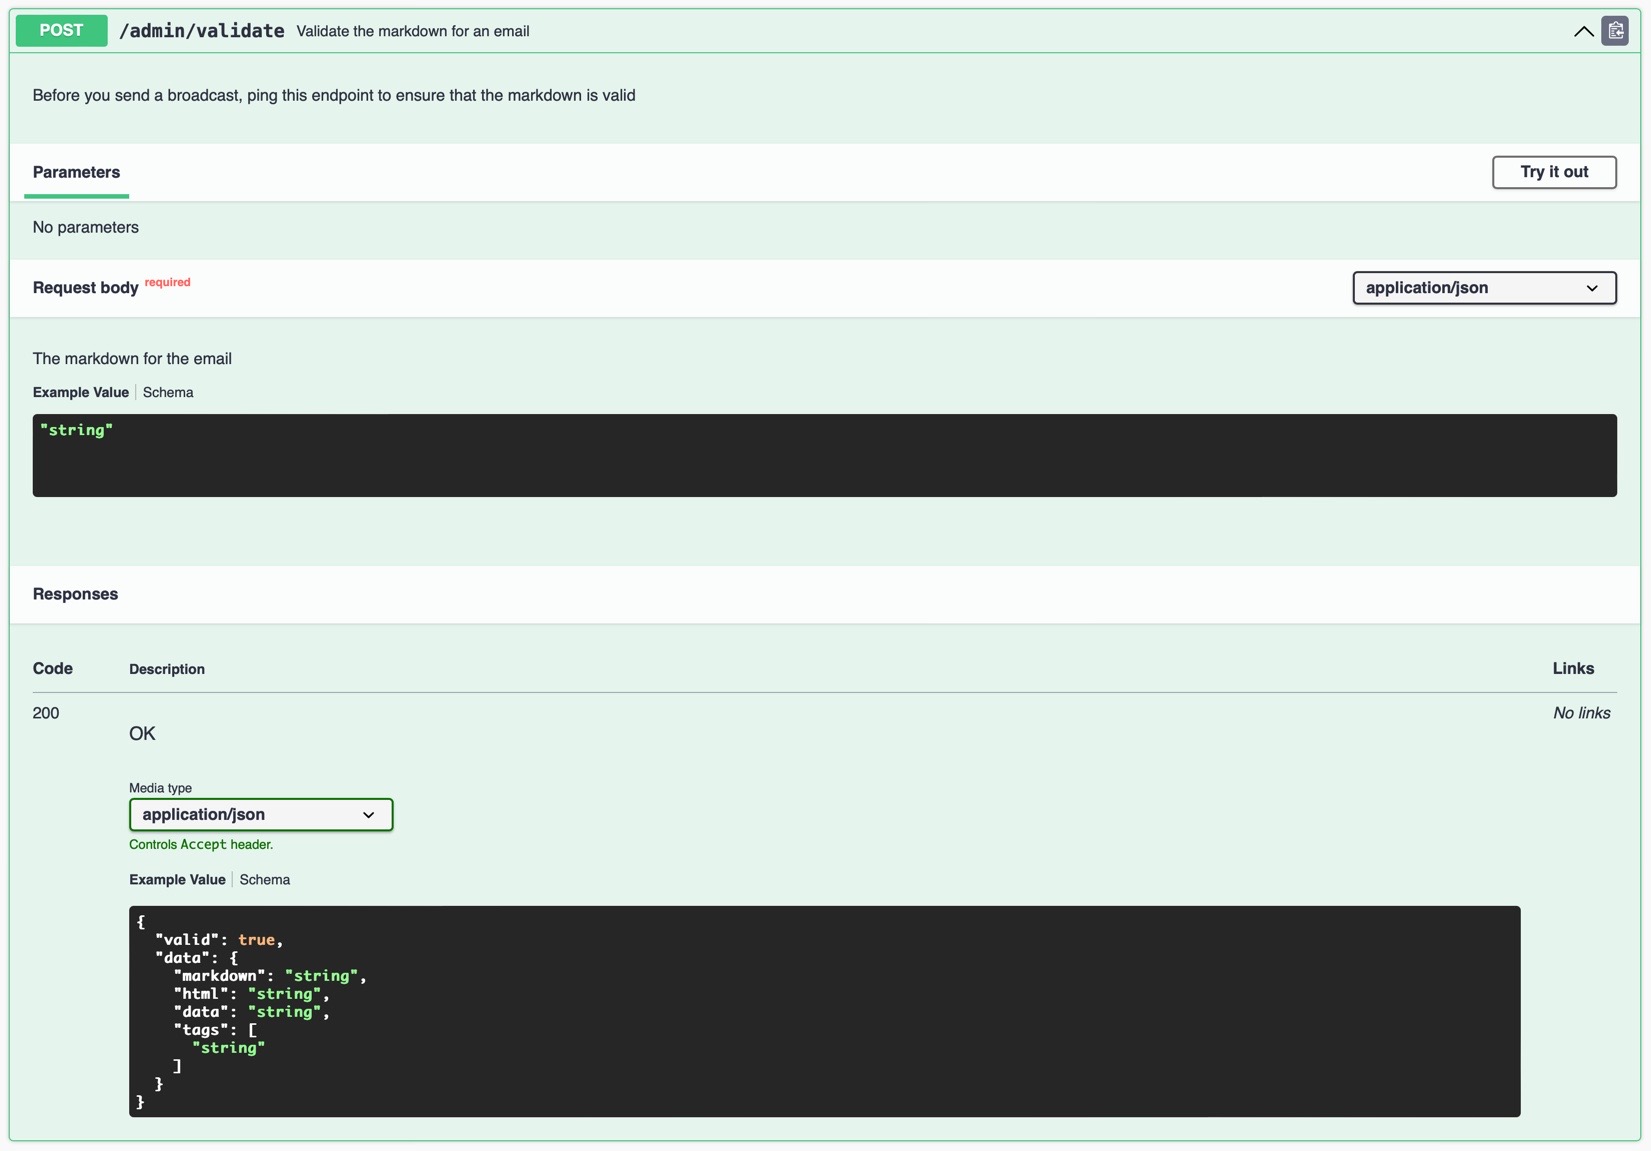 POST /admin/validate Validate the markdown for an email
Before you send a broadcast, ping this endpoint to ensure that the markdown is valid
Parameters
Try it out
No parameters
Request body required
application/json
The markdown for the email
Example Value Schema
"string"
Responses
Code Description Links
200 No links
OK
Media type
application/json
Controls Accept header.
Example Value Schema
{
  "valid": true,
  "data": {
    "markdown": "string",
    "html": "string",
    "data": "string",
    "tags": [
      "string"
    ]
  }
}